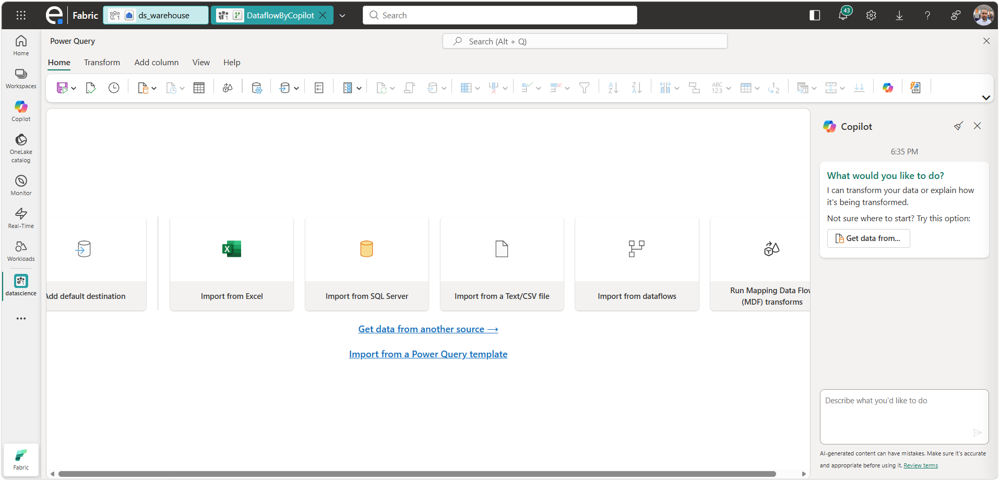 Fabric
ds_warehouse
DataflowByCopilot
Search
43
Home
Workspaces
Copilot
OneLake
catalog
Monitor
Real-Time
Workloads
datascience
Fabric
Power Query
Search (Alt + Q)
Home
Transform
Add column
View
Help
Add default destination
Import from Excel
Import from SQL Server
Import from a Text/CSV file
Import from dataflows
Run Mapping Data Flow
(MDF) transforms
Get data from another source →
Import from a Power Query template
Copilot
6:35 PM
What would you like to do?
I can transform your data or explain how
it's being transformed.
Not sure where to start? Try this option:
Get data from...
Describe what you'd like to do
AI-generated content can have mistakes. Make sure it's accurate
and appropriate before using it. Review terms